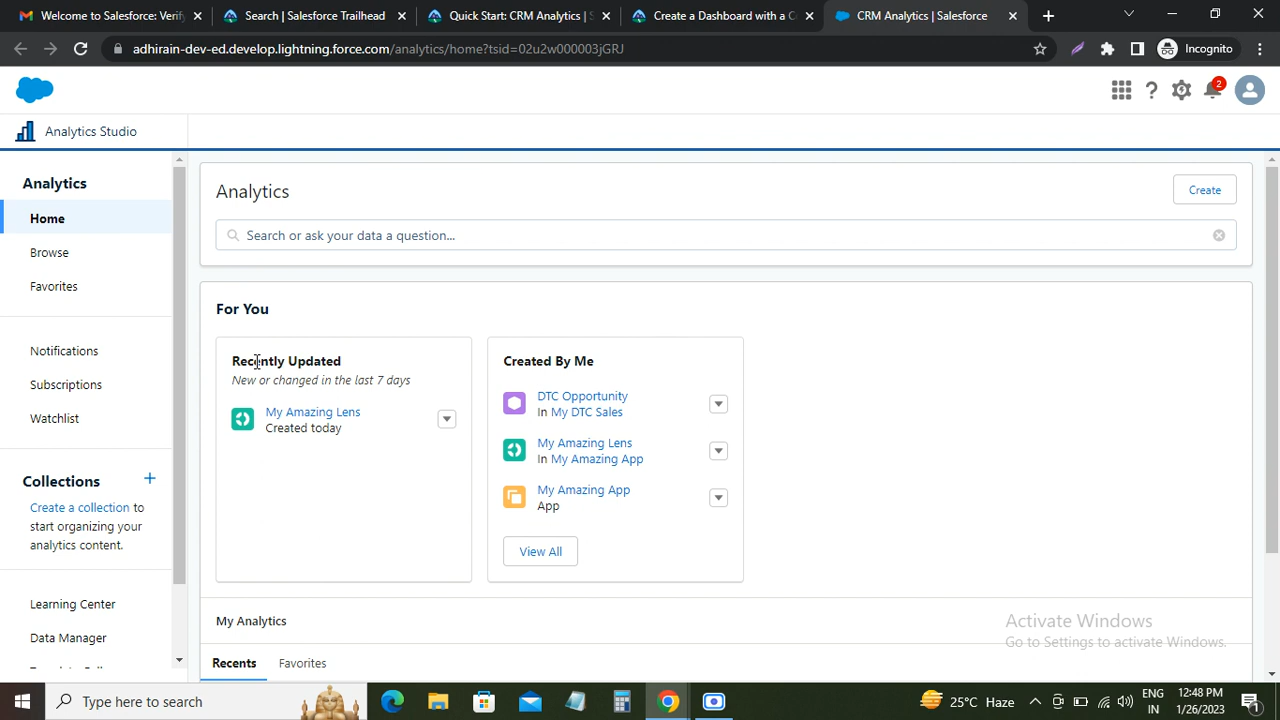 Welcome to Salesforce: Verify
Search | Salesforce Trailhead
Quick Start: CRM Analytics | S
Create a Dashboard with a C
CRM Analytics | Salesforce
adhirain-dev-ed.develop.lightning.force.com/analytics/home?tsid=02u2w000003jGRJ
Incognito
2
Analytics Studio
Analytics
Home
Browse
Favorites
Notifications
Subscriptions
Watchlist
Collections
Create a collection to
start organizing your
analytics content.
Learning Center
Data Manager
Analytics
Create
Search or ask your data a question...
For You
Recently Updated
New or changed in the last 7 days
My Amazing Lens
Created today
Created By Me
DTC Opportunity
In My DTC Sales
My Amazing Lens
In My Amazing App
My Amazing App
App
View All
My Analytics
Recents
Favorites
Activate Windows
Go to Settings to activate Windows.
Type here to search
25°C Haze
ENG
IN
12:48 PM
1/26/2023
1